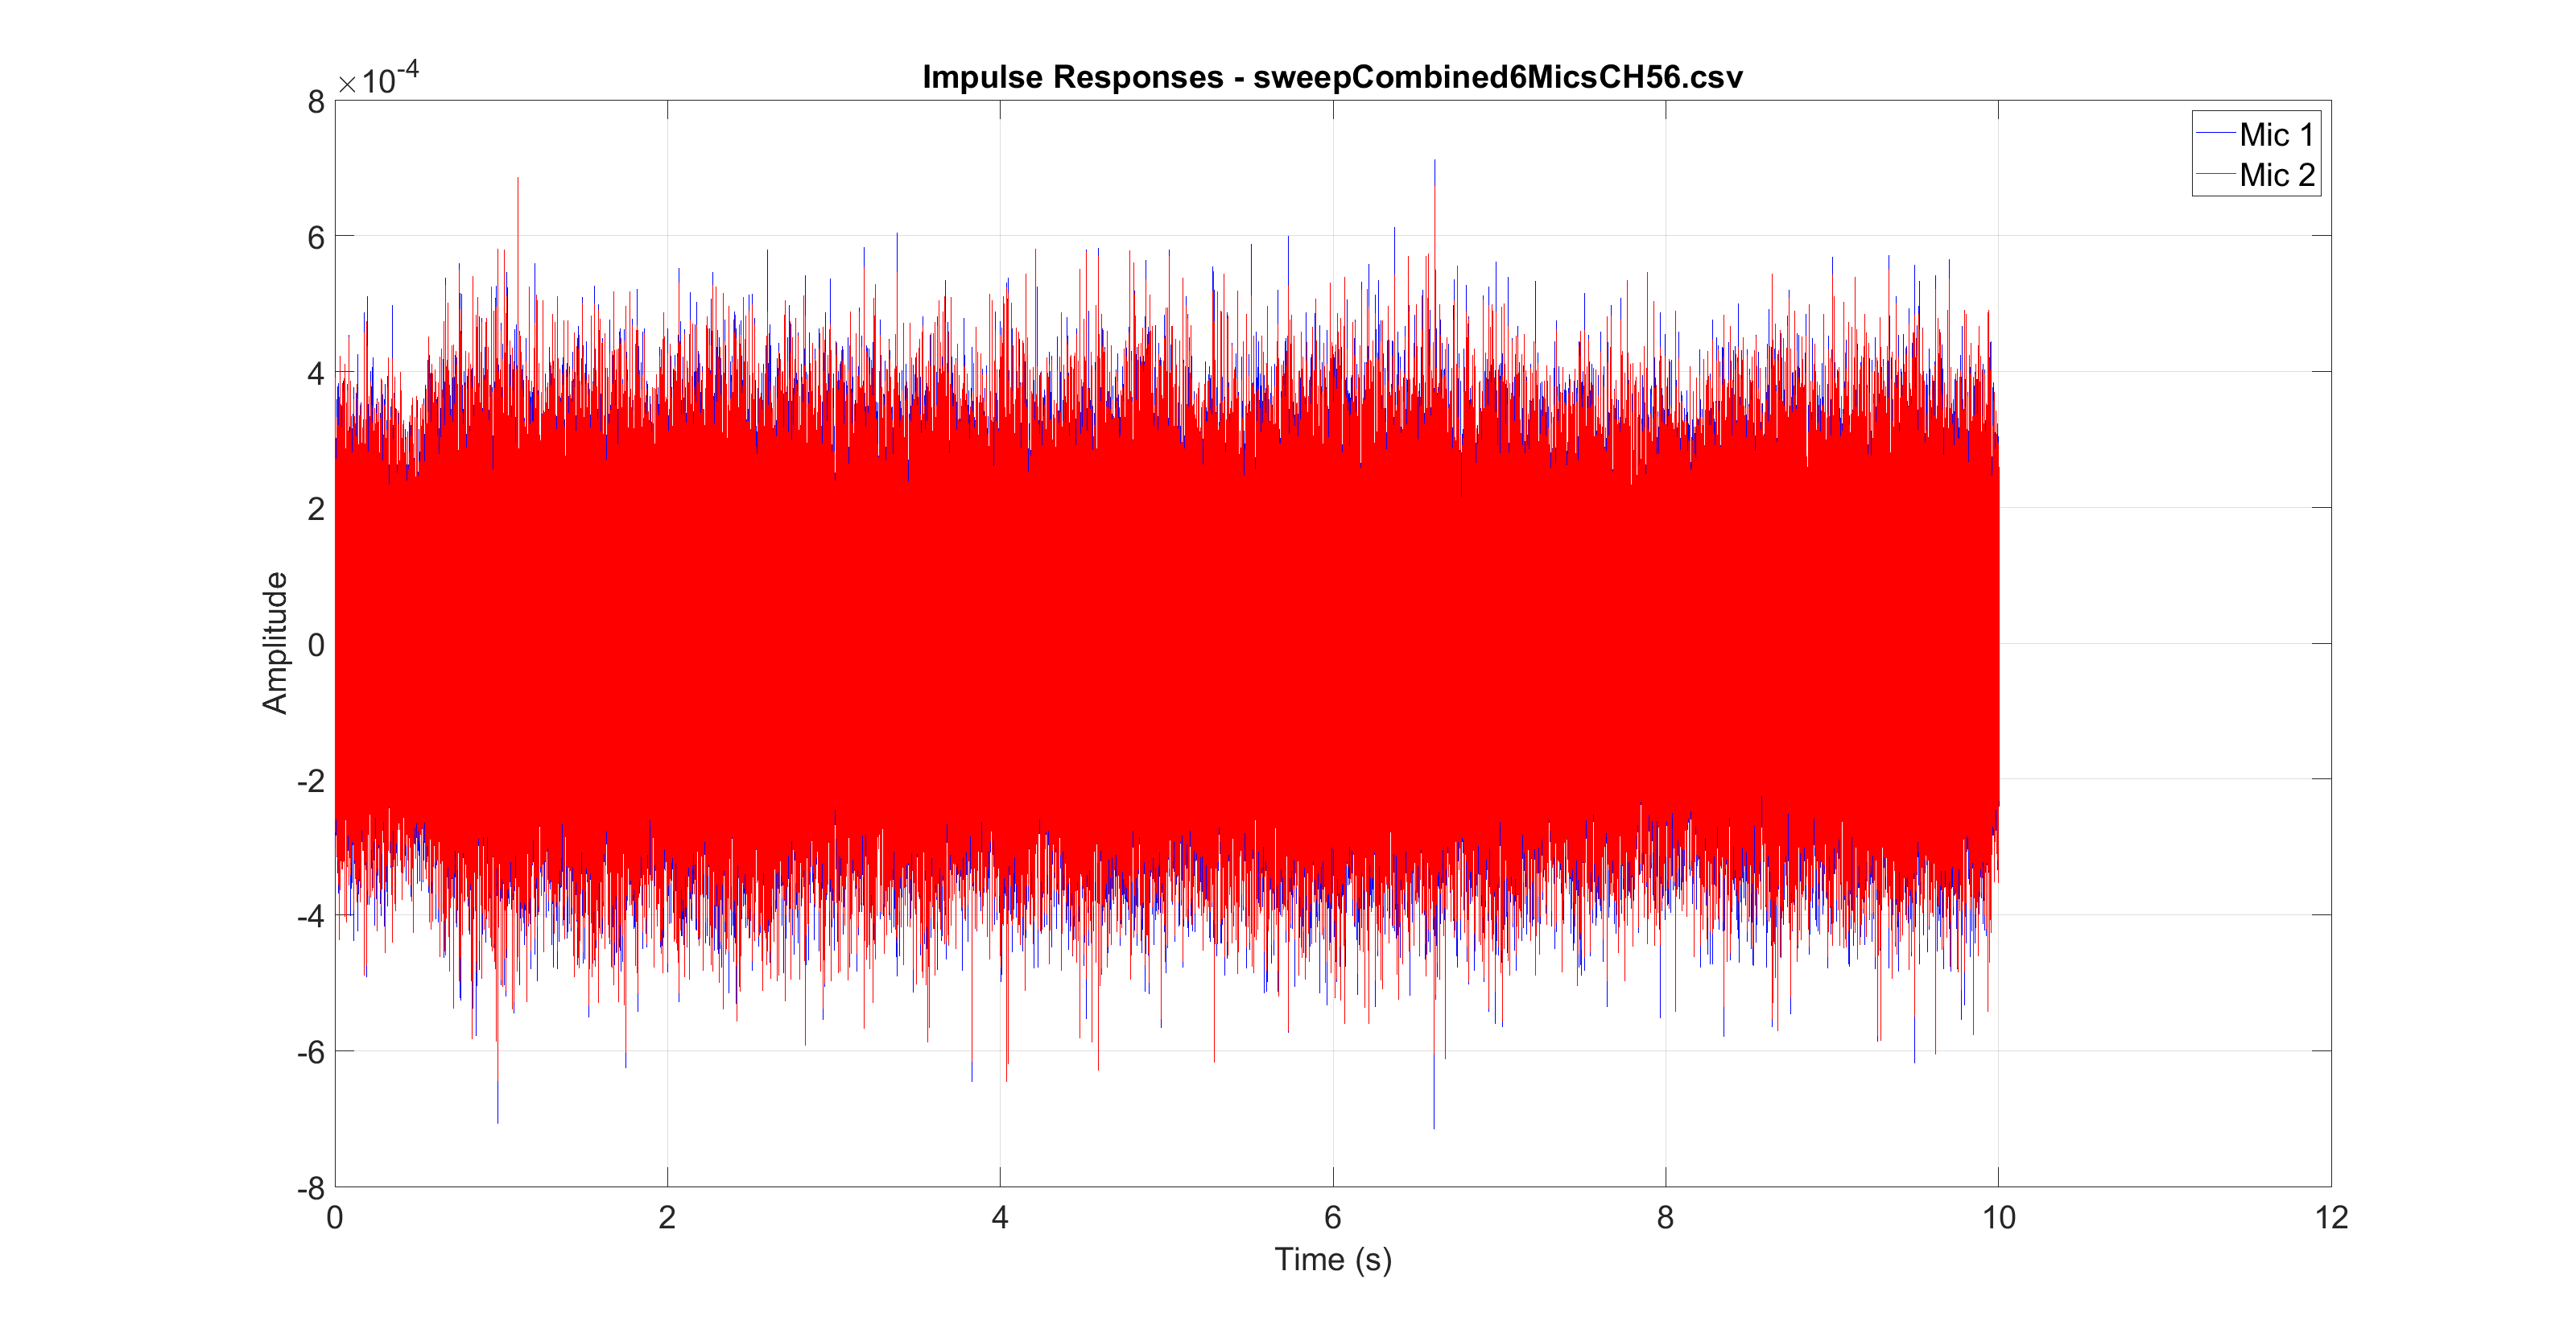 Impulse Responses - sweepCombined6MicsCH56.csv
×10-4
8
6
4
2
0
-2
-4
-6
-8
Amplitude
0 2 4 6 8 10 12
Time (s)
Mic 1
Mic 2